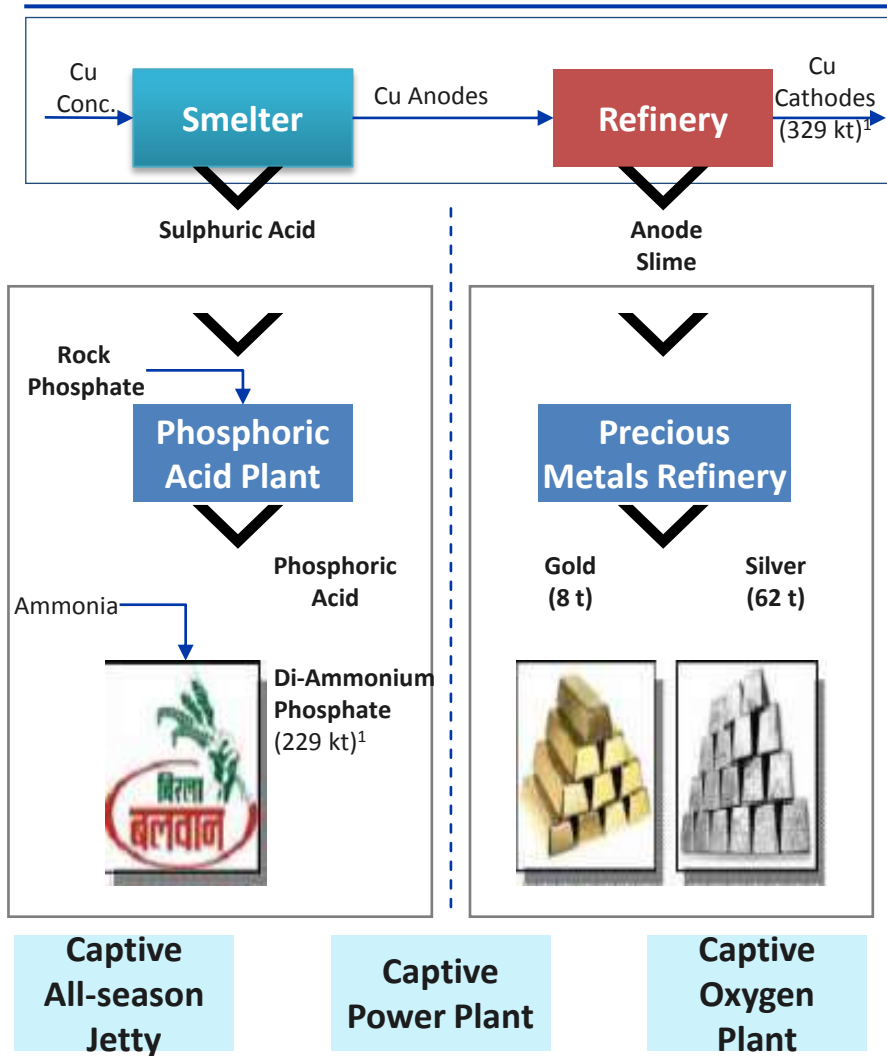 Cu
Conc.
Smelter
Cu Anodes
Refinery
Cu
Cathodes
(329 kt)¹
Sulphuric Acid
Anode
Slime
Rock
Phosphate
Phosphoric
Acid Plant
Phosphoric
Acid
Ammonia
Di-Ammonium
Phosphate
(229 kt)¹
बिरला
बलवान
Precious
Metals Refinery
Gold
(8 t)
Silver
(62 t)
Captive
All-season
Jetty
Captive
Power Plant
Captive
Oxygen
Plant